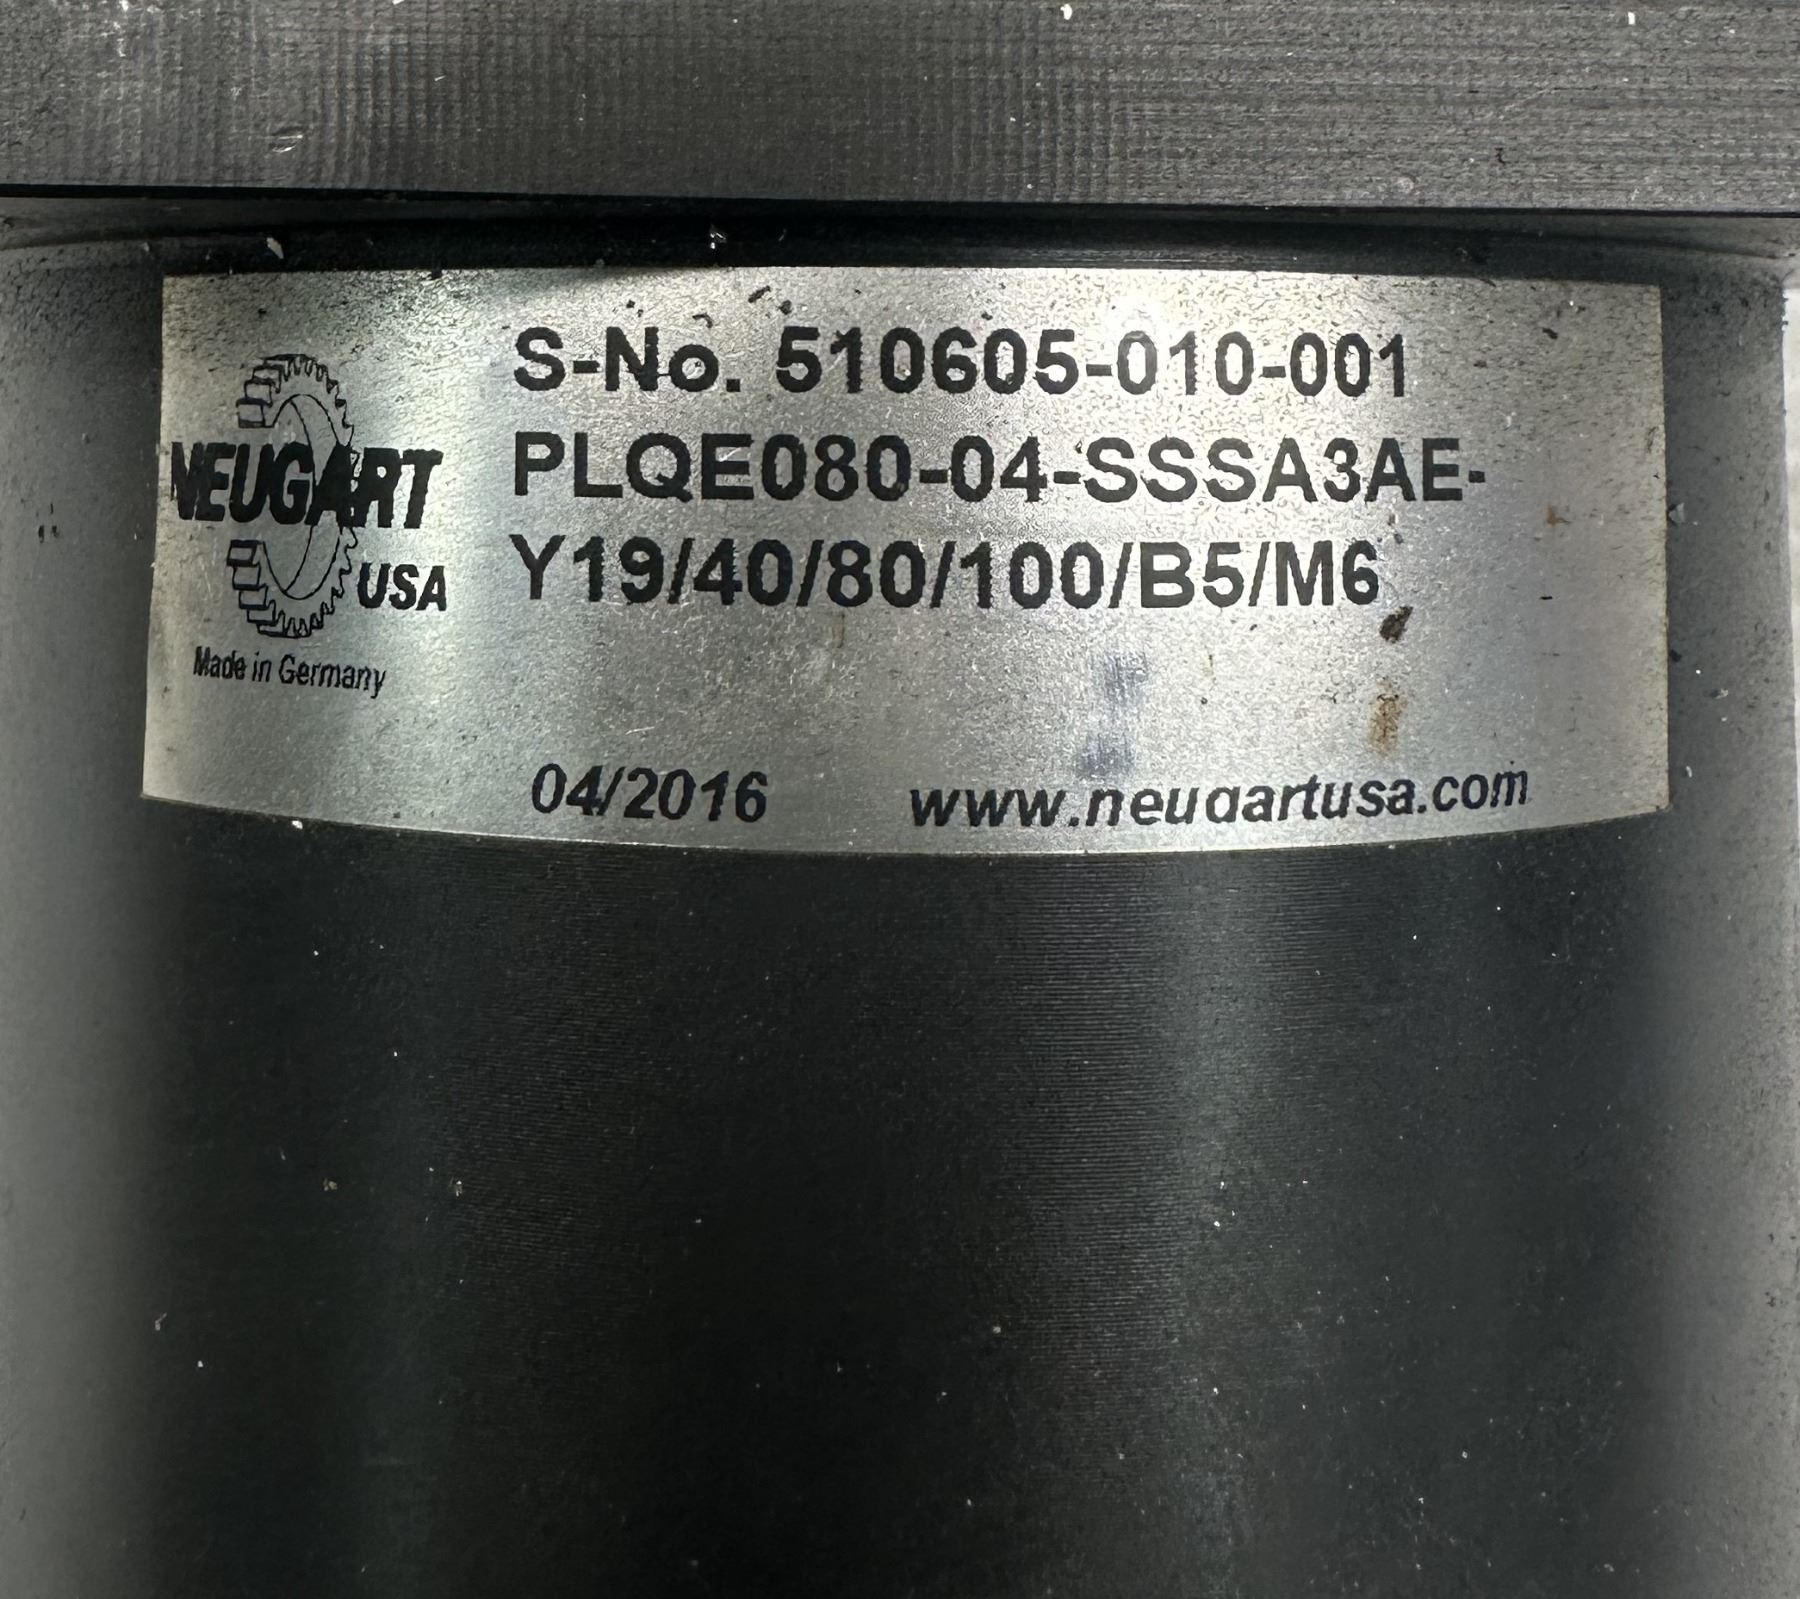 S-No. 510605-010-001
PLQE080-04-SSSA3AE-
Y19/40/80/100/B5/M6
NEUGART
USA
Made in Germany
04/2016
www.neugartusa.com